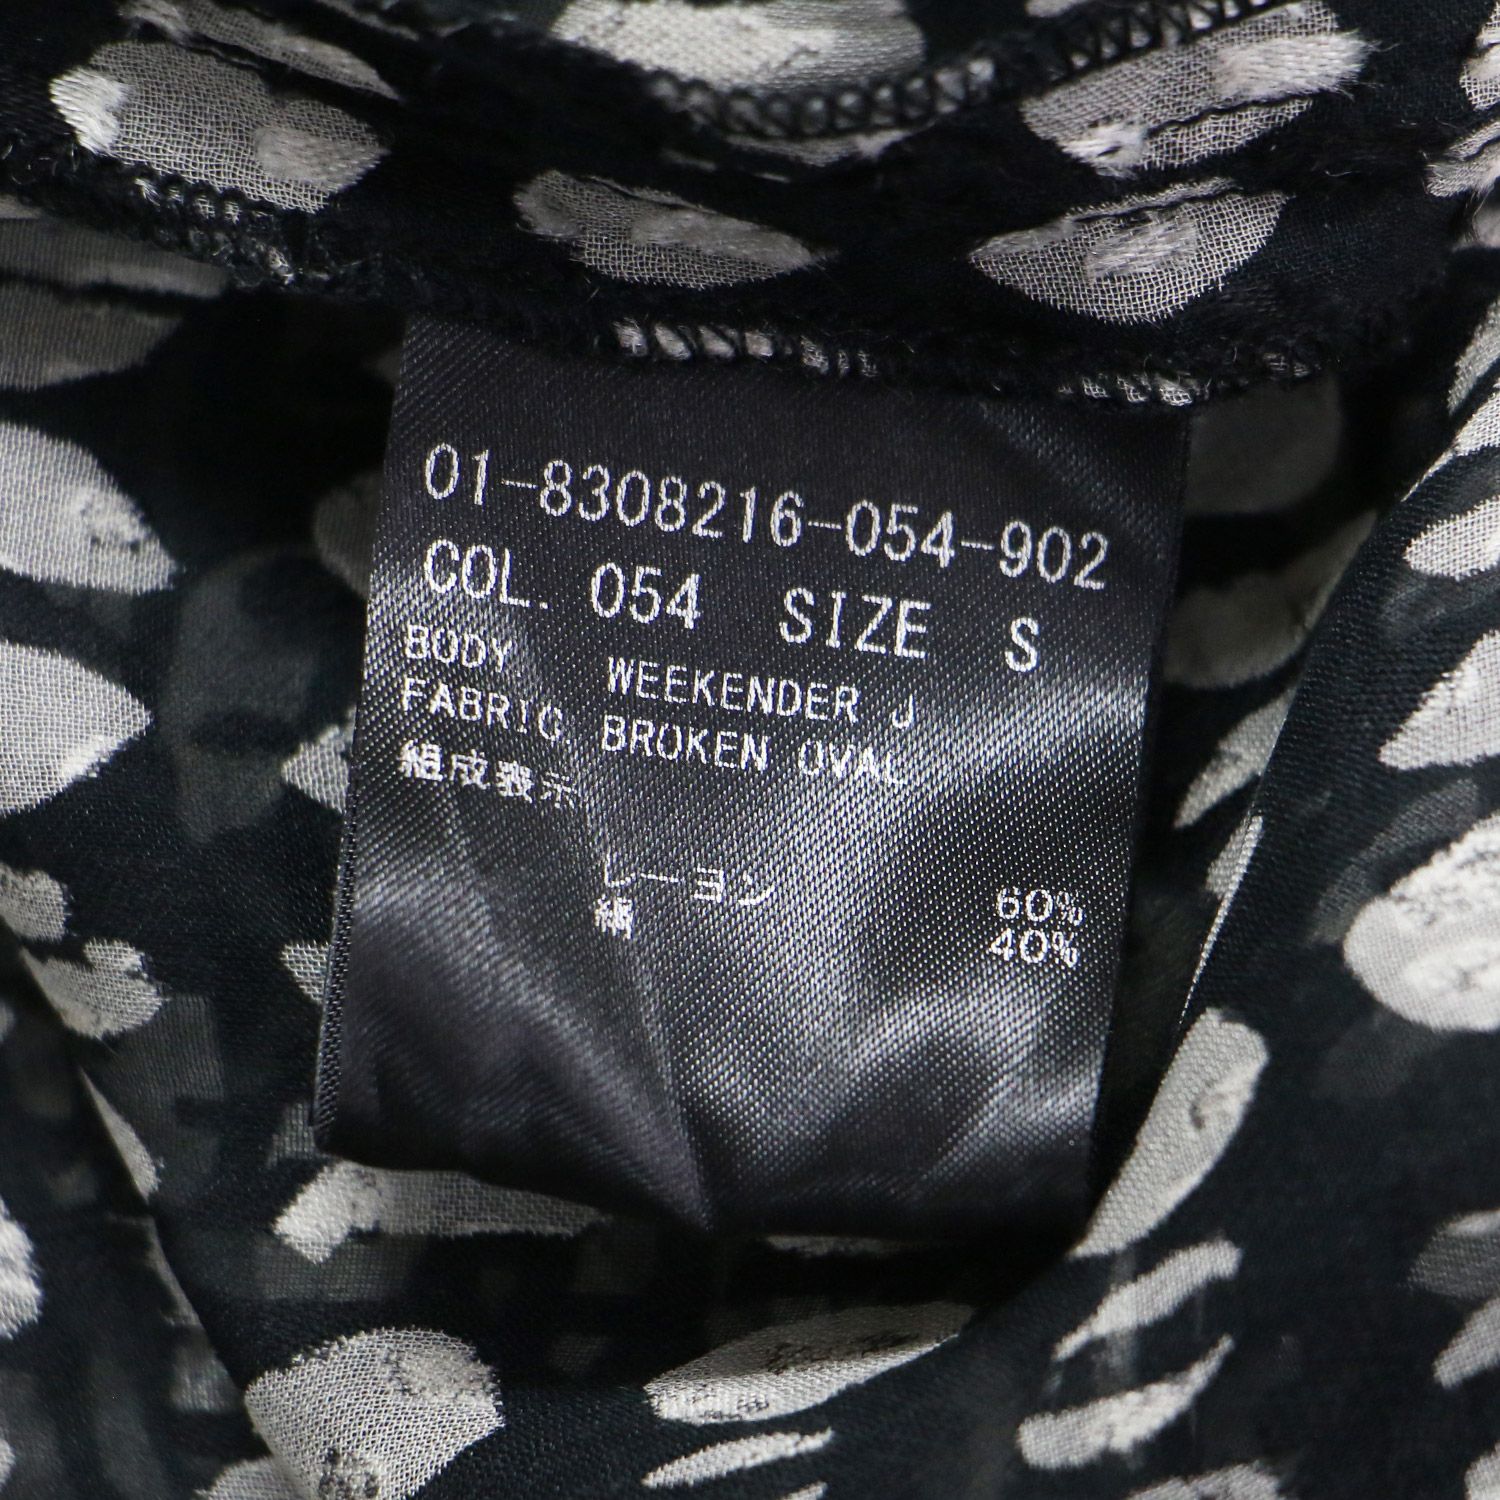 01-8308216-054-902
COL. 054 SIZE S
BODY WEEKENDER J
FABRIC BROKEN OVAL
組成表示
レーヨン 60%
絹 40%